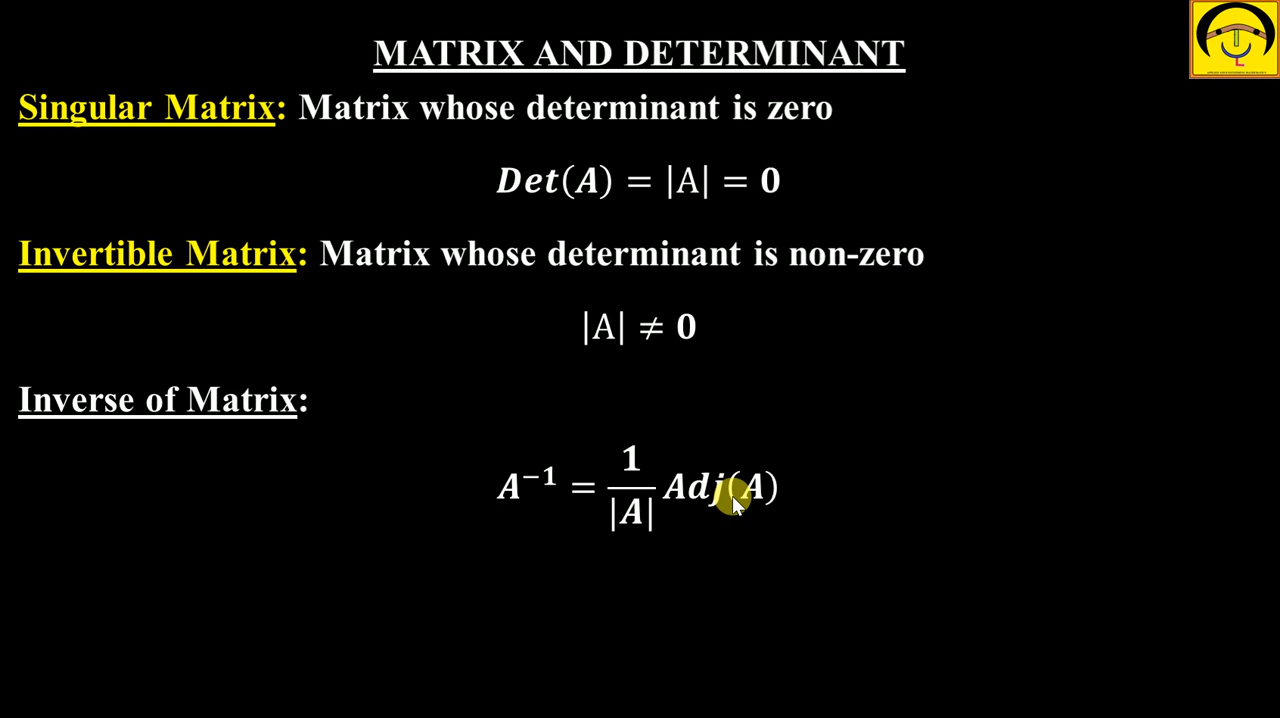 MATRIX AND DETERMINANT
Singular Matrix: Matrix whose determinant is zero
Det(A) = |A| = 0
Invertible Matrix: Matrix whose determinant is non-zero
|A| ≠ 0
Inverse of Matrix:
A⁻¹ = 1/|A| Adj(A)